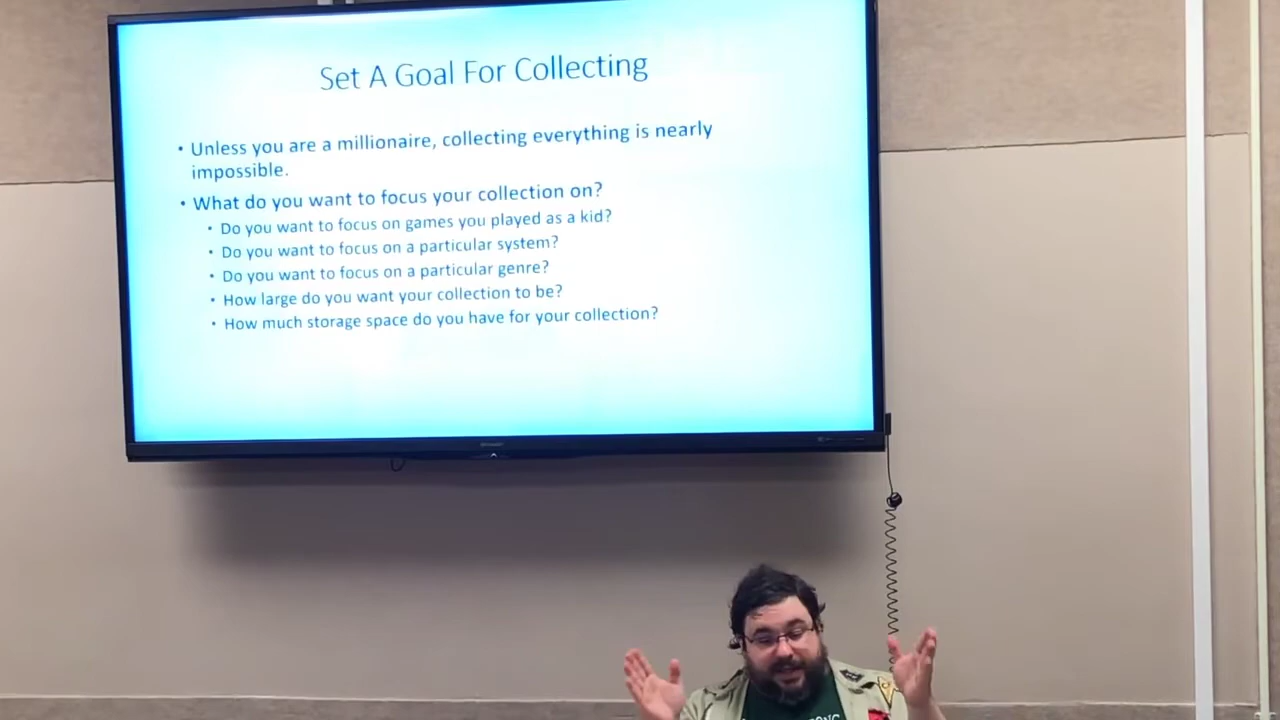 Set A Goal For Collecting
• Unless you are a millionaire, collecting everything is nearly
impossible.
• What do you want to focus your collection on?
• Do you want to focus on games you played as a kid?
• Do you want to focus on a particular system?
• Do you want to focus on a particular genre?
• How large do you want your collection to be?
• How much storage space do you have for your collection?